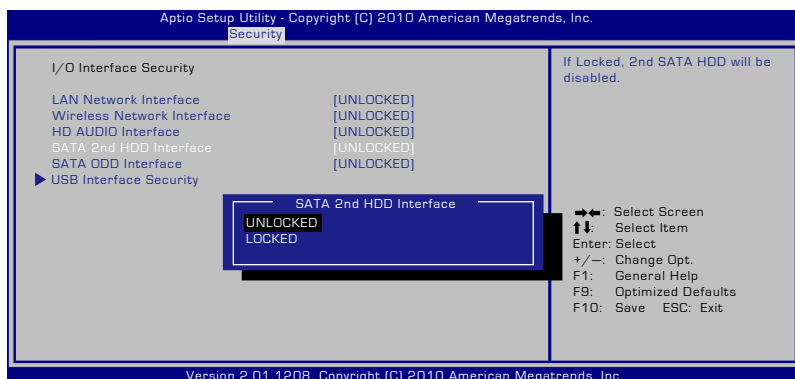 Aptio Setup Utility - Copyright (C) 2010 American Megatrends, Inc.
Security
I/O Interface Security
LAN Network Interface [UNLOCKED]
Wireless Network Interface [UNLOCKED]
HD AUDIO Interface [UNLOCKED]
SATA 2nd HDD Interface [UNLOCKED]
SATA ODD Interface [UNLOCKED]
USB Interface Security
SATA 2nd HDD Interface
UNLOCKED
LOCKED
If Locked, 2nd SATA HDD will be
disabled.
→←: Select Screen
↑↓: Select Item
Enter: Select
+/—: Change Opt.
F1: General Help
F9: Optimized Defaults
F10: Save ESC: Exit
Version 2.01.1208. Copyright (C) 2010 American Megatrends, Inc.